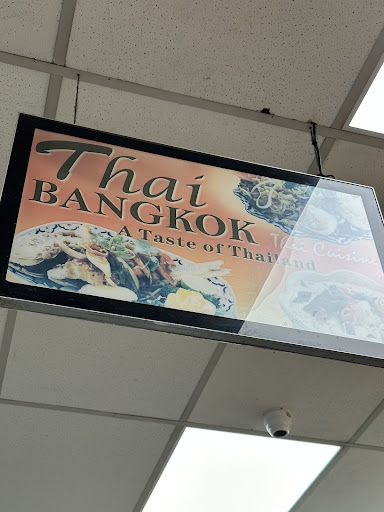 Thai
BANGKOK
A Taste of Thailand
Thai Cuisine